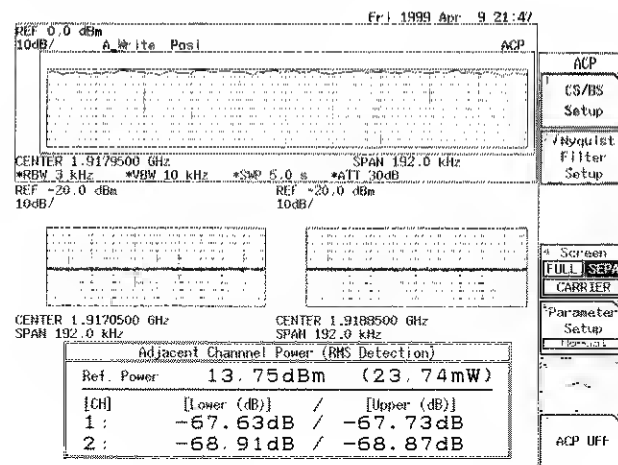 Fri 1999 Apr 9 21:47
REF 0.0 dBm
10dB/ A_Write Posi ACP
CENTER 1.9179500 GHz SPAN 192.0 kHz
*RBW 3 kHz *VBW 10 kHz *SWP 5.0 s *ATT 30dB
REF -20.0 dBm REF -20.0 dBm
10dB/ 10dB/
CENTER 1.9170500 GHz CENTER 1.9188500 GHz
SPAN 192.0 kHz SPAN 192.0 kHz
Adjacent Channnel Power (RMS Detection)
Ref. Power 13.75dBm (23.74mW)
[CH] [Lower (dB)] / [Upper (dB)]
1: -67.63dB / -67.73dB
2: -68.91dB / -68.87dB
ACP
CS/BS
Setup
√Nyquist
Filter
Setup
Screen
FULL SEPA
CARRIER
Parameter
Setup
Normal
ACP OFF